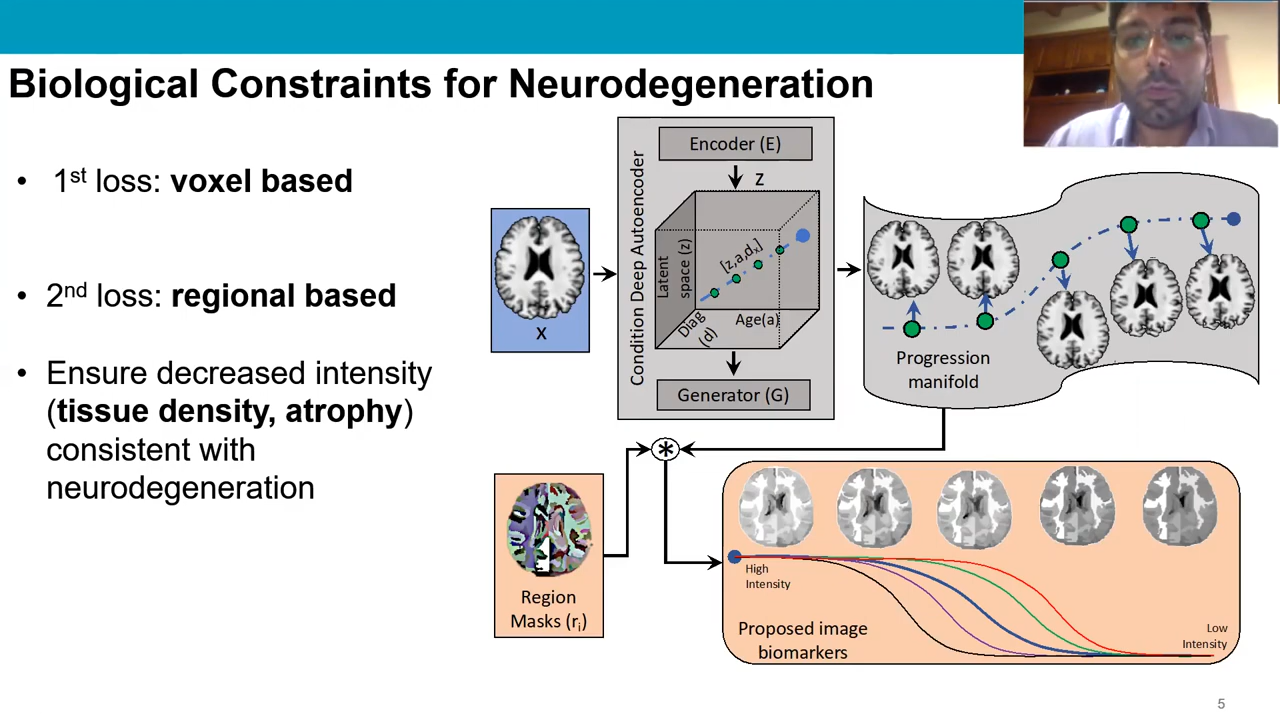 Biological Constraints for Neurodegeneration
• 1st loss: voxel based
• 2nd loss: regional based
• Ensure decreased intensity
(tissue density, atrophy)
consistent with
neurodegeneration
x
Condition Deep Autoencoder
Encoder (E)
z
Latent
space (z)
[z,a,dx]
Diag
(d)
Age(a)
Generator (G)
Progression
manifold
*
Region
Masks (ri)
High
Intensity
Proposed image
biomarkers
Low
Intensity
5